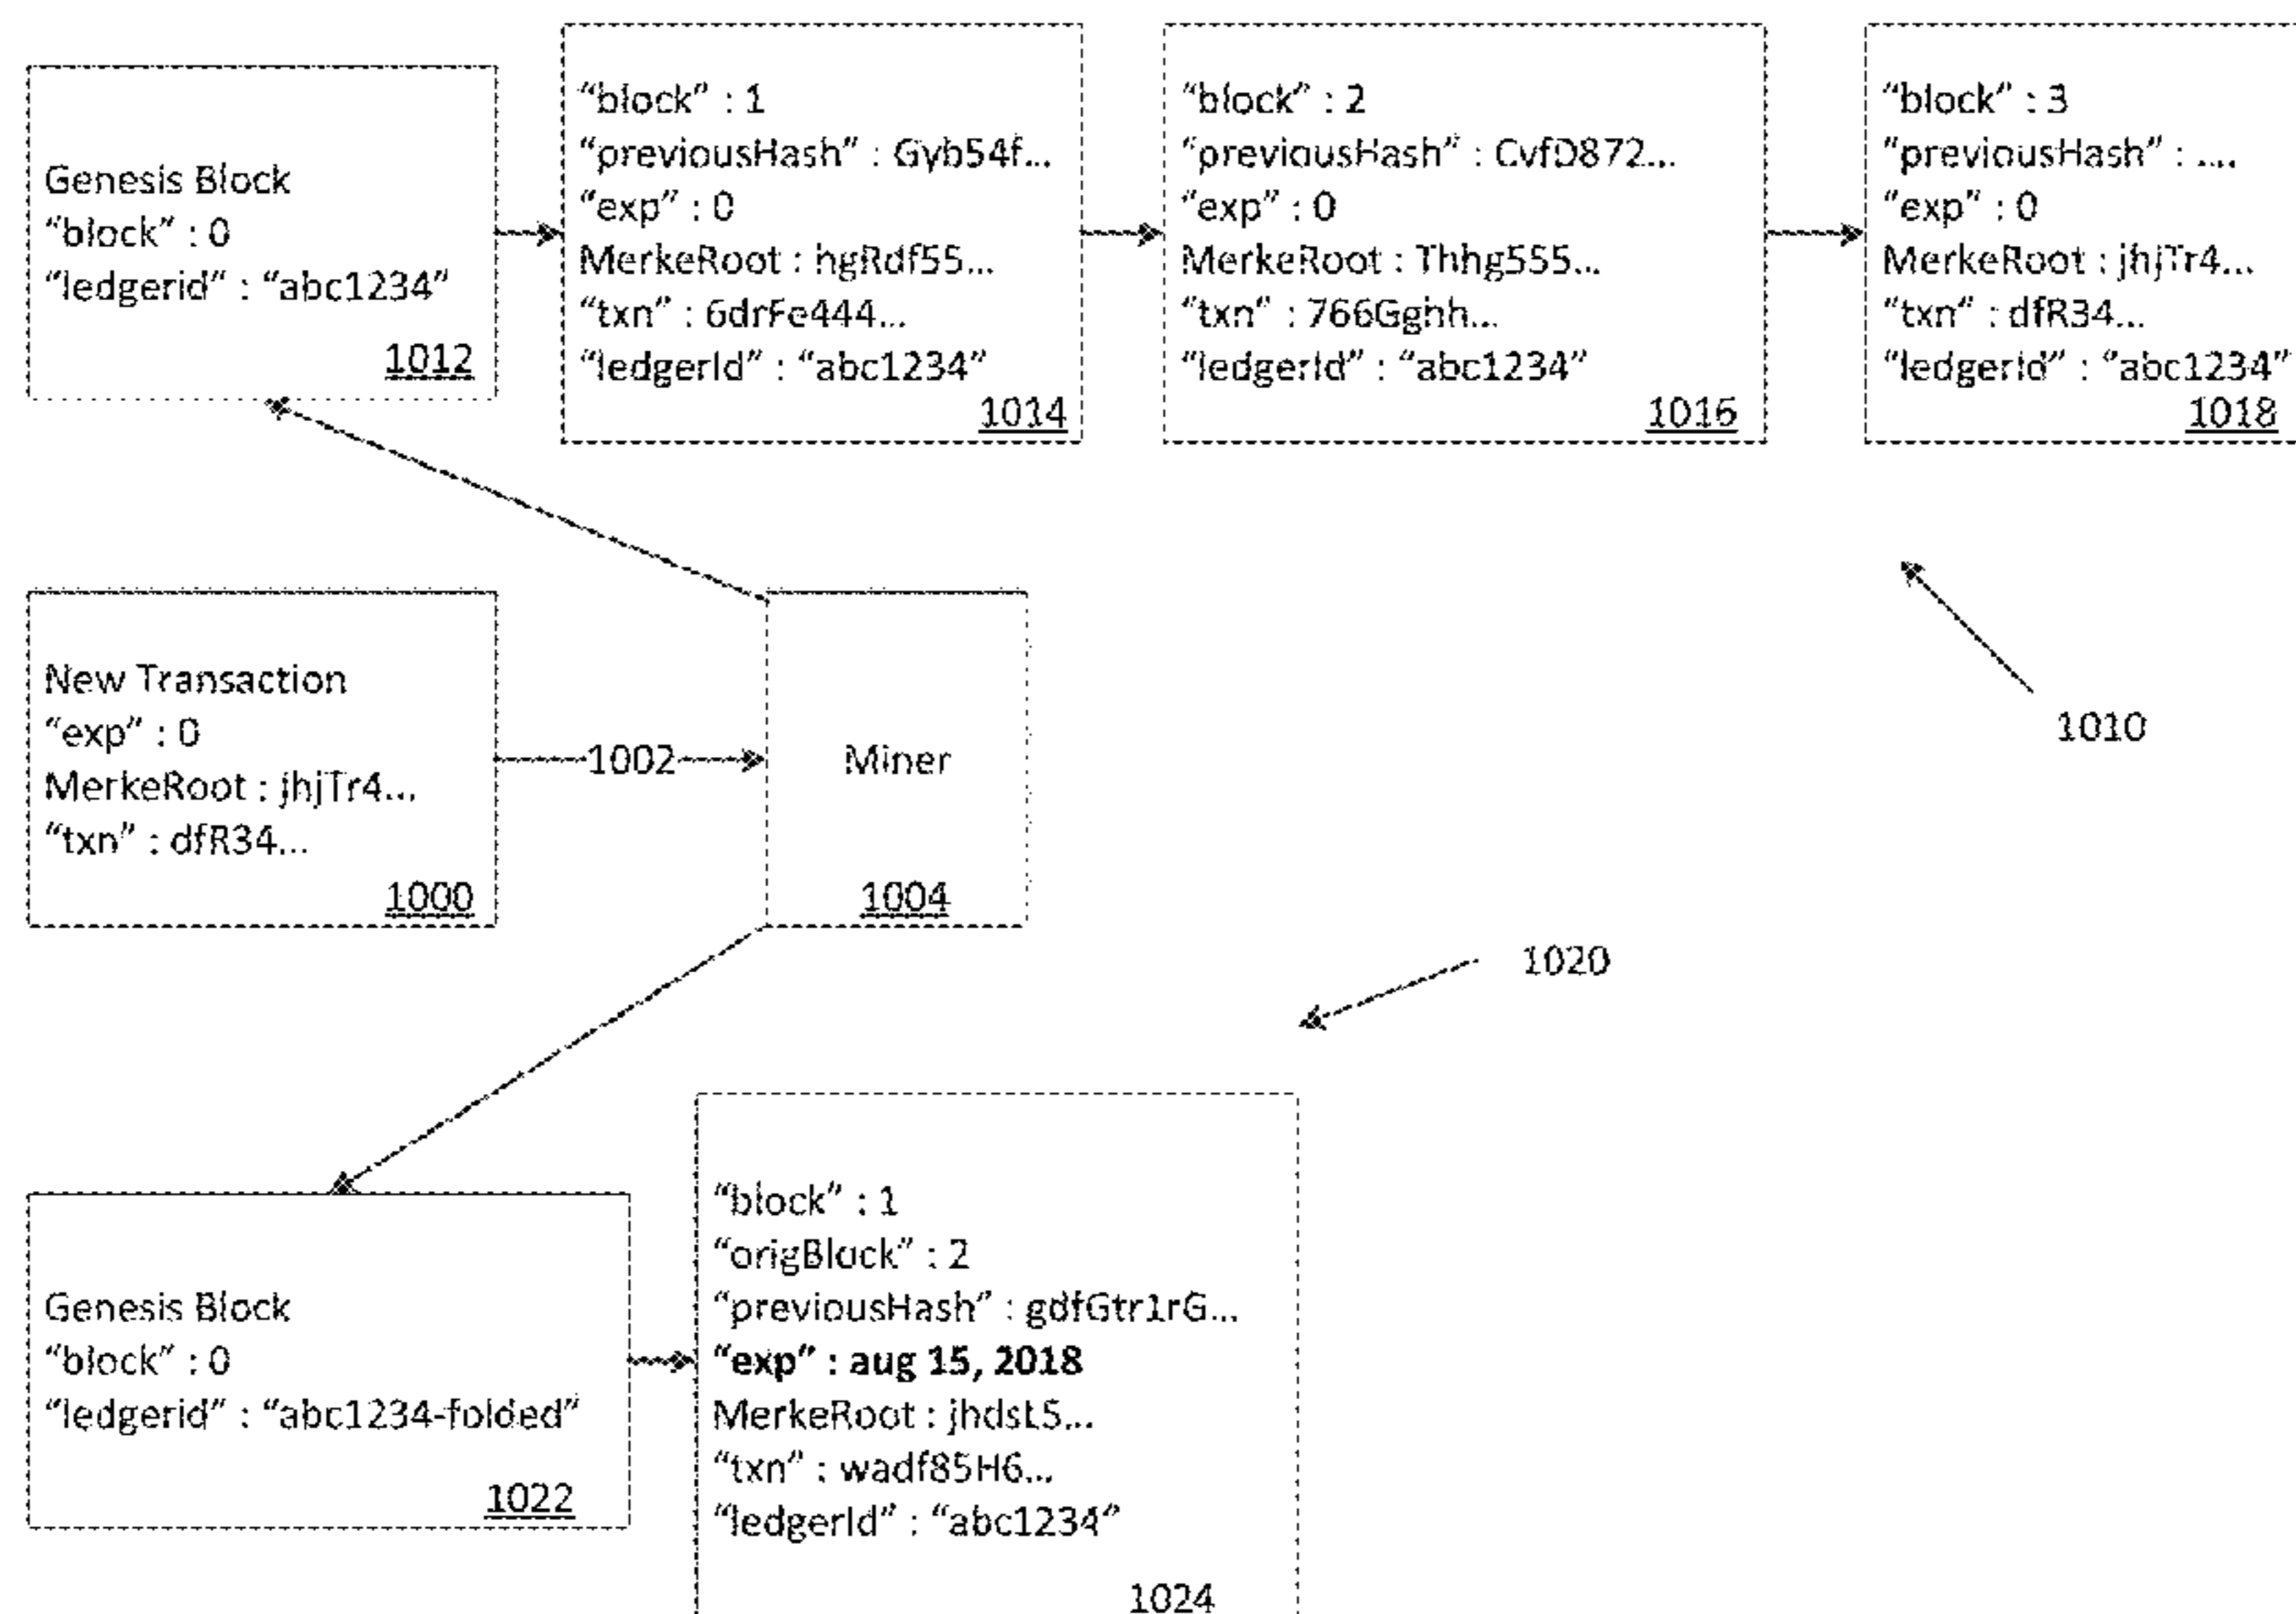 Genesis Block
"block" : 0
"ledgerid" : "abc1234"
1012
"block" : 1
"previousHash" : Gyb54f...
"exp" : 0
MerkeRoot : hgRdf55...
"txn" : 6drFe444...
"ledgerId" : "abc1234"
1014
"block" : 2
"previousHash" : CvfD872...
"exp" : 0
MerkeRoot : Thhg555...
"txn" : 766Gghh...
"ledgerId" : "abc1234"
1016
"block" : 3
"previousHash" : ....
"exp" : 0
MerkeRoot : jhjTr4...
"txn" : dfR34...
"ledgerId" : "abc1234"
1018
New Transaction
"exp" : 0
MerkeRoot : jhjTr4...
"txn" : dfR34...
1000
1002
Miner
1004
1010
1020
Genesis Block
"block" : 0
"ledgerid" : "abc1234-folded"
1022
"block" : 1
"origBlock" : 2
"previousHash" : gdfGtr1rG...
"exp" : aug 15, 2018
MerkeRoot : jhdsL5...
"txn" : wadf85H6...
"ledgerId" : "abc1234"
1024